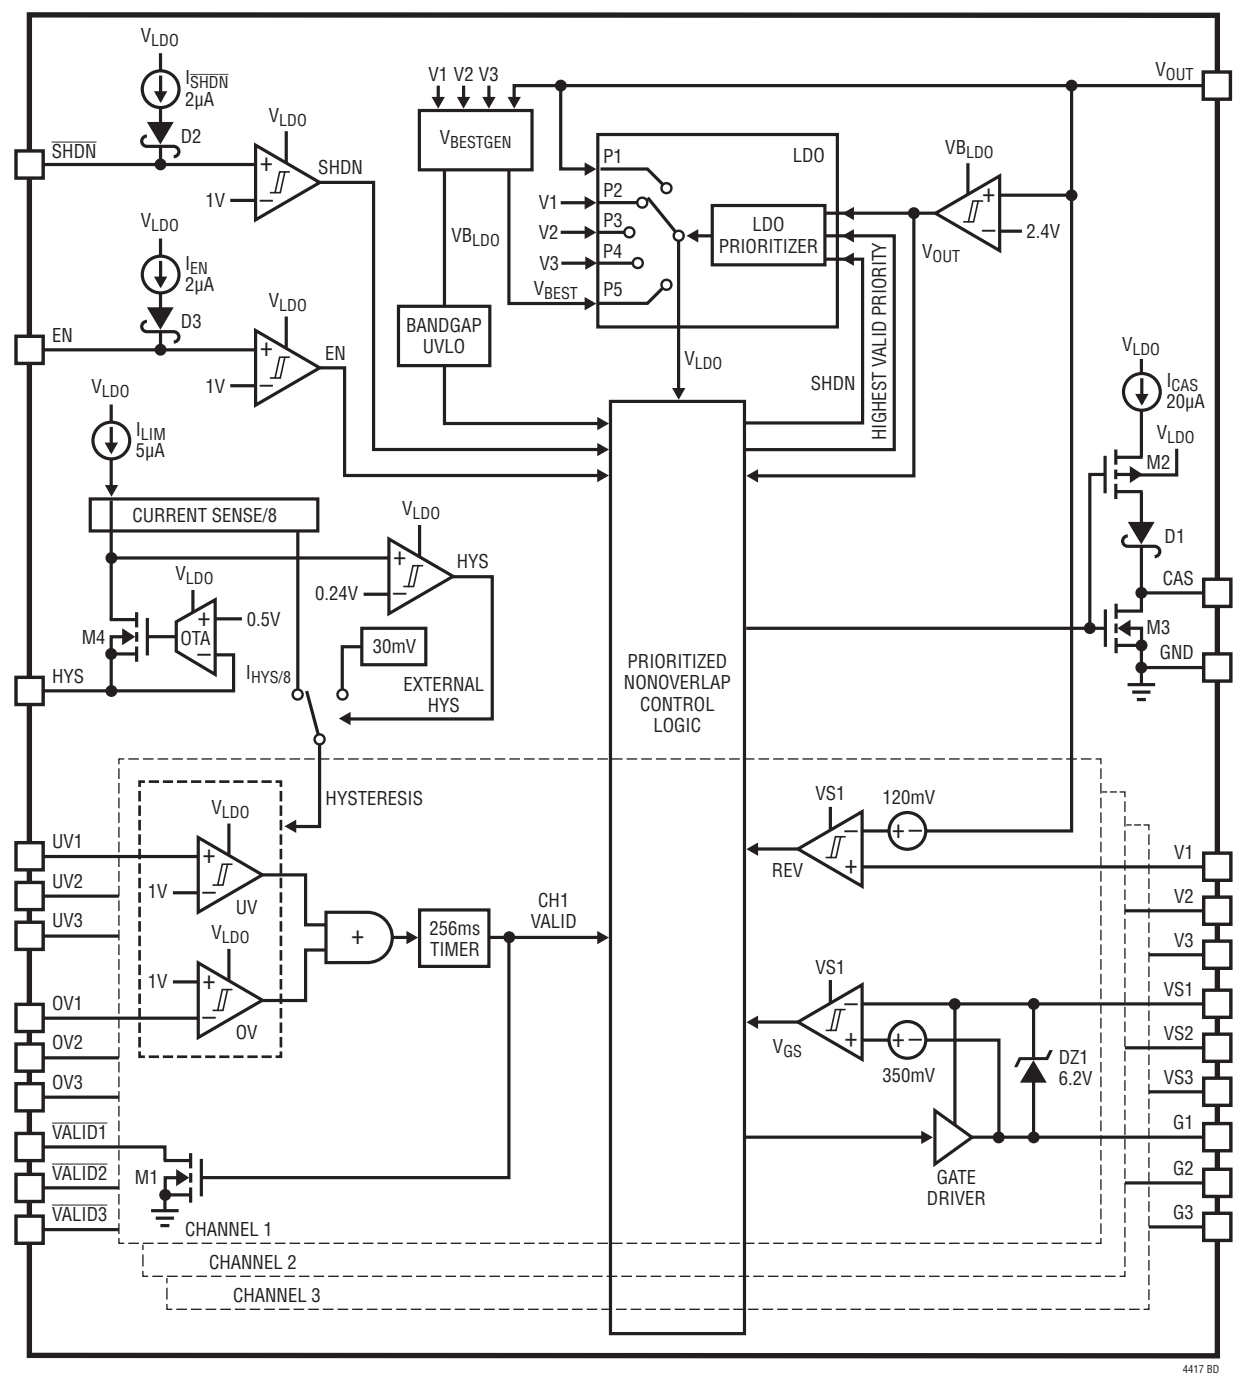 VLDO
ISHDN
2µA
D2
SHDN
VLDO
+
1V
−
SHDN
VLDO
IEN
2µA
D3
EN
VLDO
+
1V
−
EN
V1 V2 V3
VBESTGEN
VBLDO
VBEST
BANDGAP
UVLO
LDO
P1
V1
P2
V2
P3
V3
P4
P5
LDO
PRIORITIZER
VLDO
VBLDO
+
−
2.4V
VOUT
VOUT
SHDN
HIGHEST VALID PRIORITY
VLDO
ICAS
20µA
VLDO
M2
D1
CAS
M3
GND
VLDO
ILIM
5µA
CURRENT SENSE/8
VLDO
+
0.24V
−
HYS
VLDO
+
0.5V
OTA
−
M4
HYS
IHYS/8
30mV
EXTERNAL
HYS
HYSTERESIS
PRIORITIZED
NONOVERLAP
CONTROL
LOGIC
UV1
UV2
UV3
VLDO
+
1V
−
UV
VLDO
1V
+
−
OV
OV1
OV2
OV3
+
256ms
TIMER
CH1
VALID
VALID1
VALID2
VALID3
M1
CHANNEL 1
CHANNEL 2
CHANNEL 3
VS1
120mV
−
+ −
+
REV
V1
V2
V3
VS1
−
+
+ −
VGS
350mV
DZ1
6.2V
GATE
DRIVER
VS1
VS2
VS3
G1
G2
G3
4417 BD